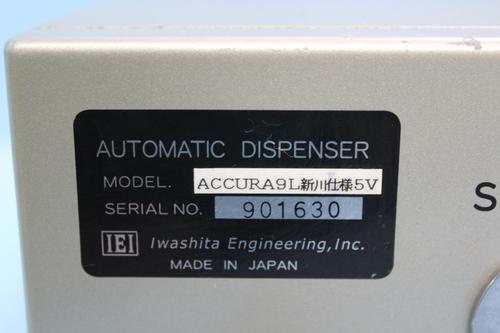 AUTOMATIC DISPENSER
MODEL. ACCURA9L新川仕様5V
SERIAL NO. 901630
IEI Iwashita Engineering,Inc.
MADE IN JAPAN
S